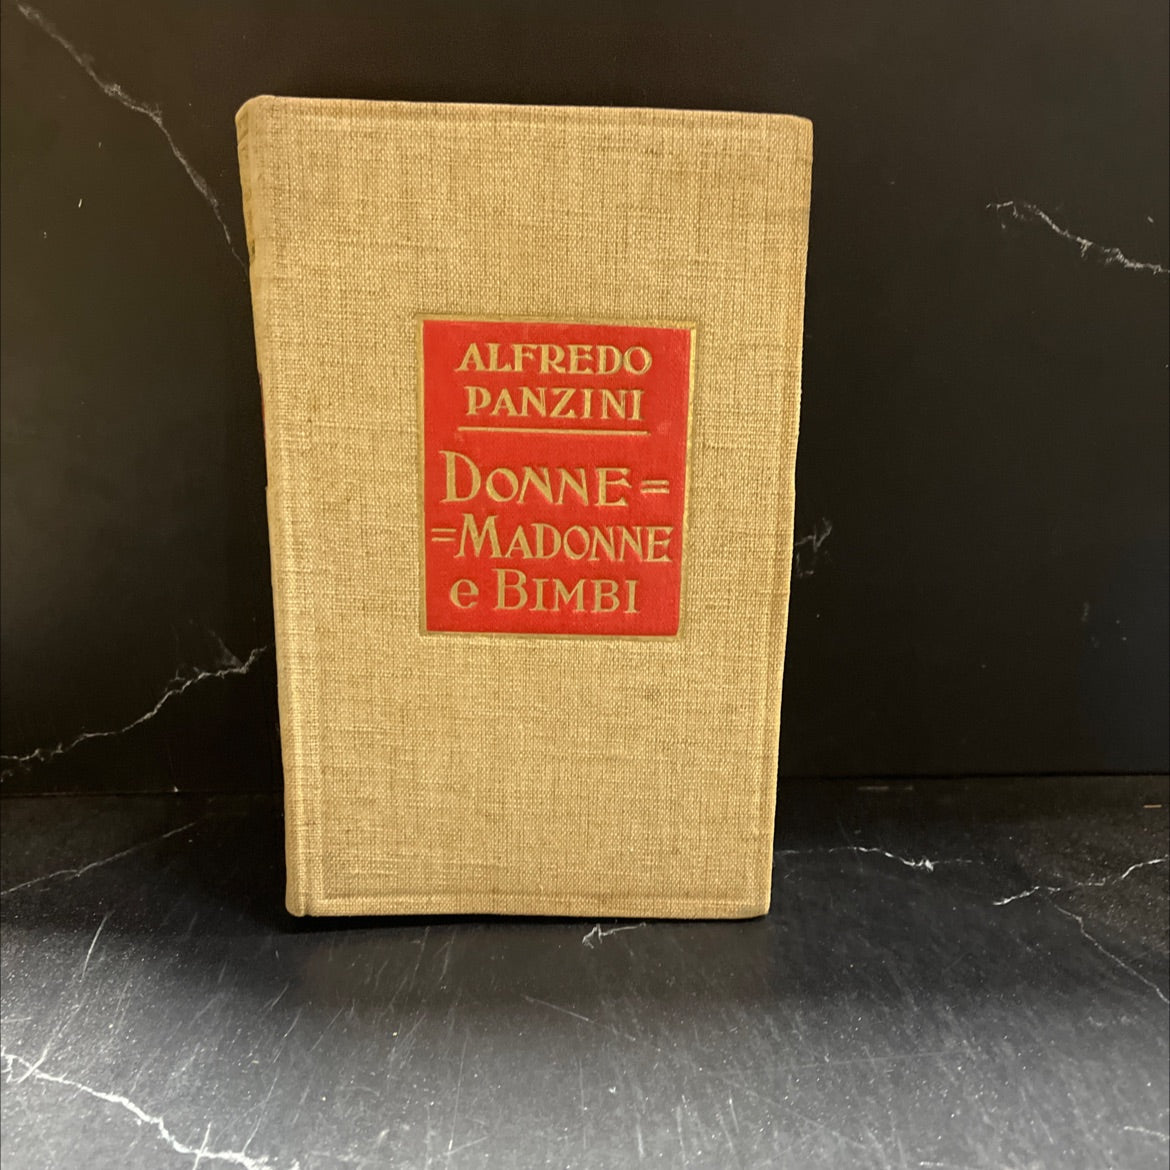 ALFREDO
PANZINI
DONNE=
=MADONNE
e BIMBI